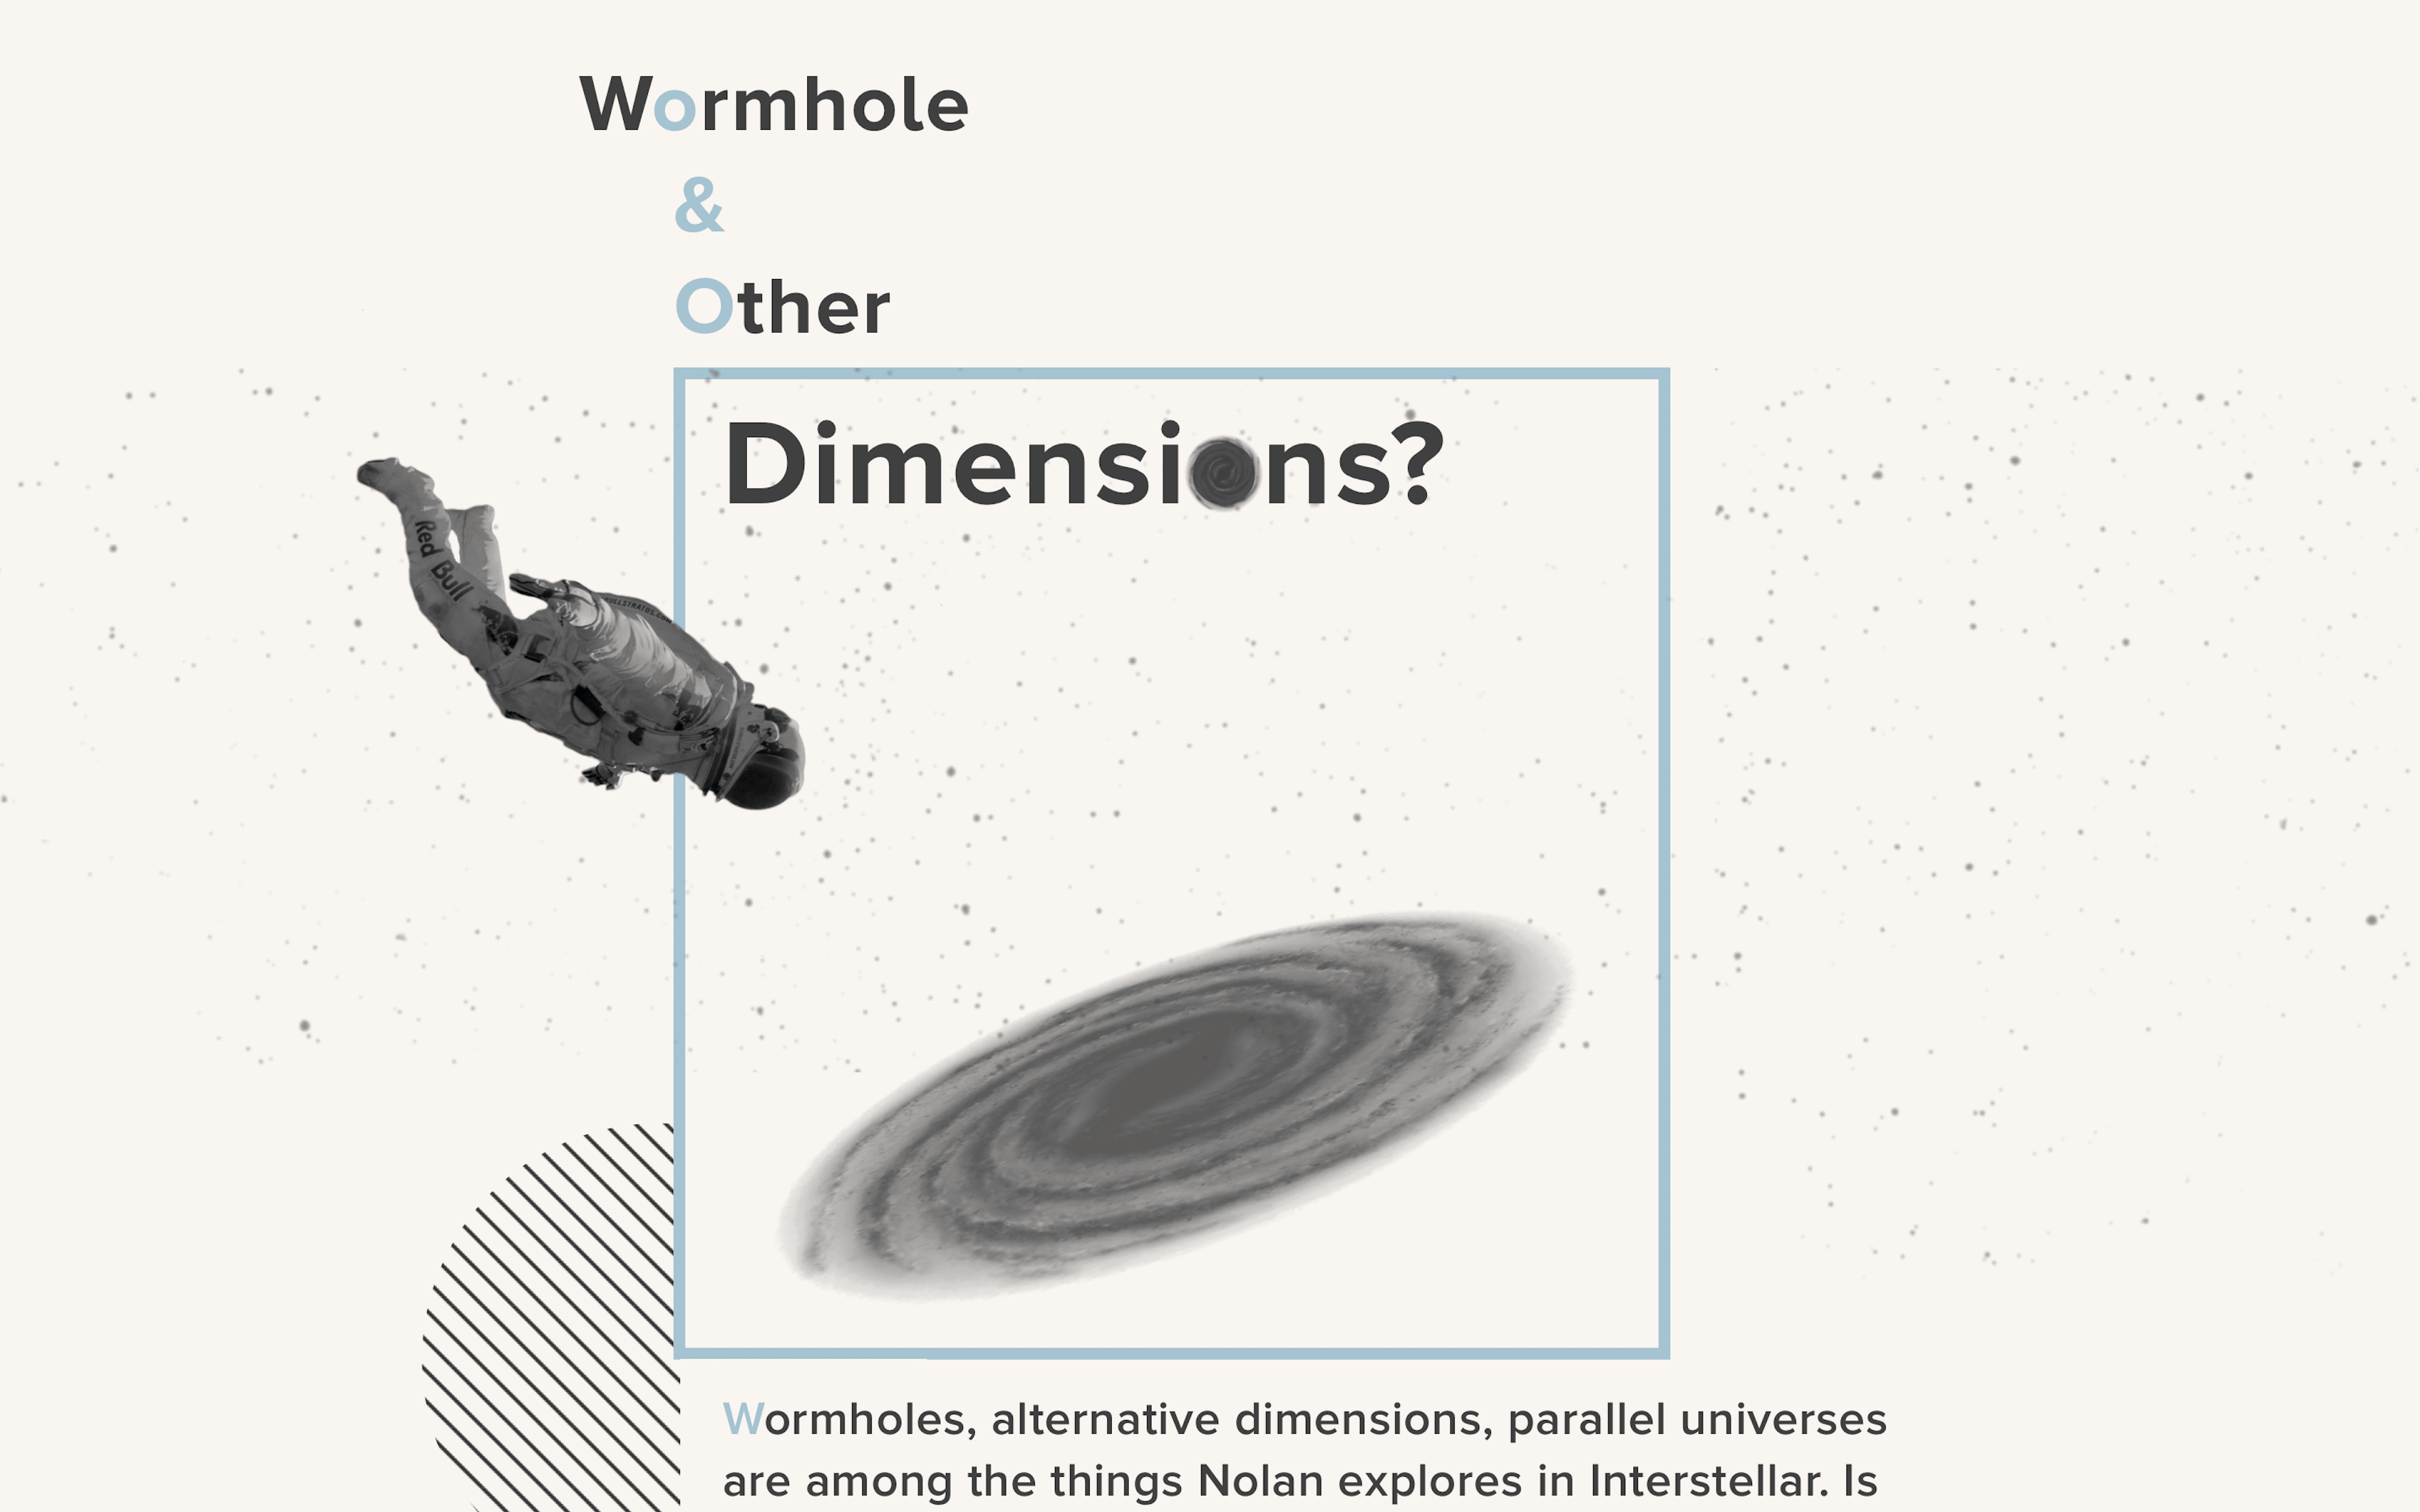 Wormhole
&
Other
Dimensions?
Red Bull
Wormholes, alternative dimensions, parallel universes
are among the things Nolan explores in Interstellar. Is